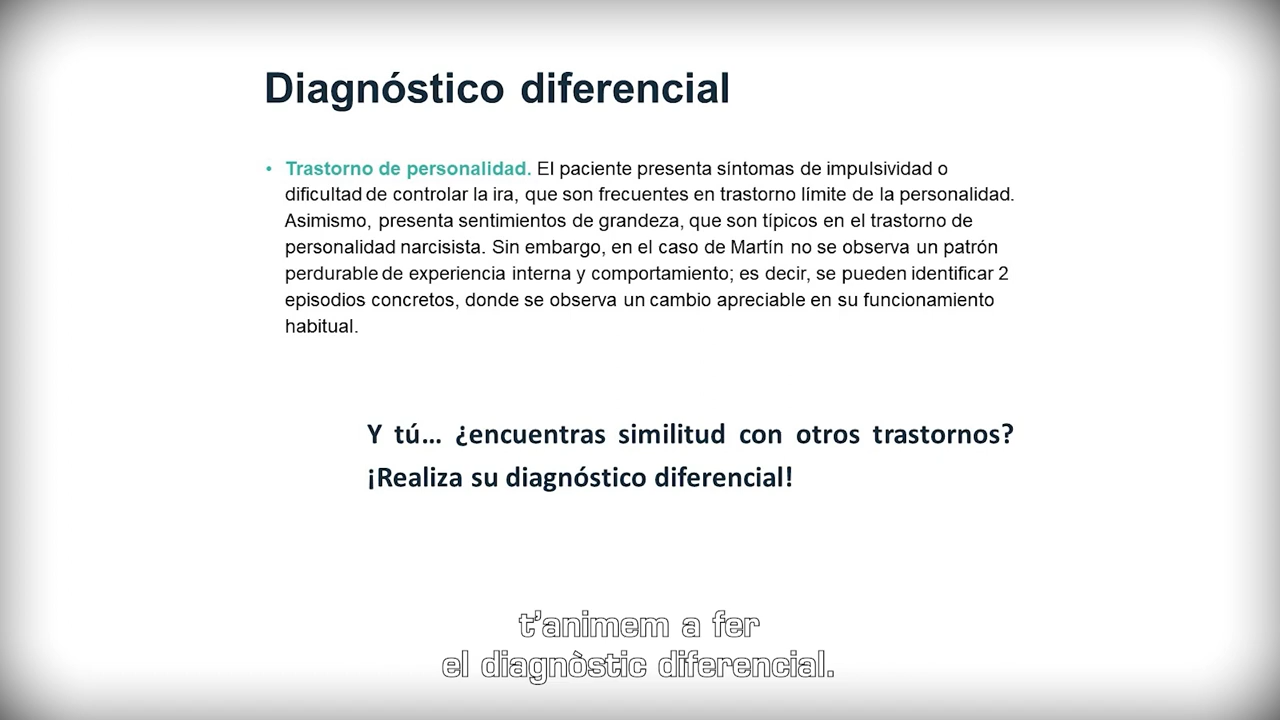 Diagnóstico diferencial
• Trastorno de personalidad. El paciente presenta síntomas de impulsividad o
dificultad de controlar la ira, que son frecuentes en trastorno límite de la personalidad.
Asimismo, presenta sentimientos de grandeza, que son típicos en el trastorno de
personalidad narcisista. Sin embargo, en el caso de Martín no se observa un patrón
perdurable de experiencia interna y comportamiento; es decir, se pueden identificar 2
episodios concretos, donde se observa un cambio apreciable en su funcionamiento
habitual.
Y tú... ¿encuentras similitud con otros trastornos?
¡Realiza su diagnóstico diferencial!
t'animem a fer
el diagnòstic diferencial.